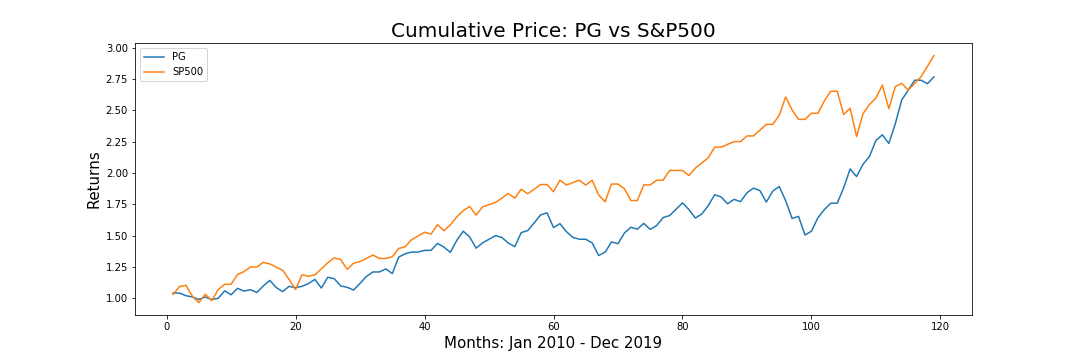 Cumulative Price: PG vs S&P500
PG
SP500
Returns
3.00
2.75
2.50
2.25
2.00
1.75
1.50
1.25
1.00
0 20 40 60 80 100 120
Months: Jan 2010 - Dec 2019